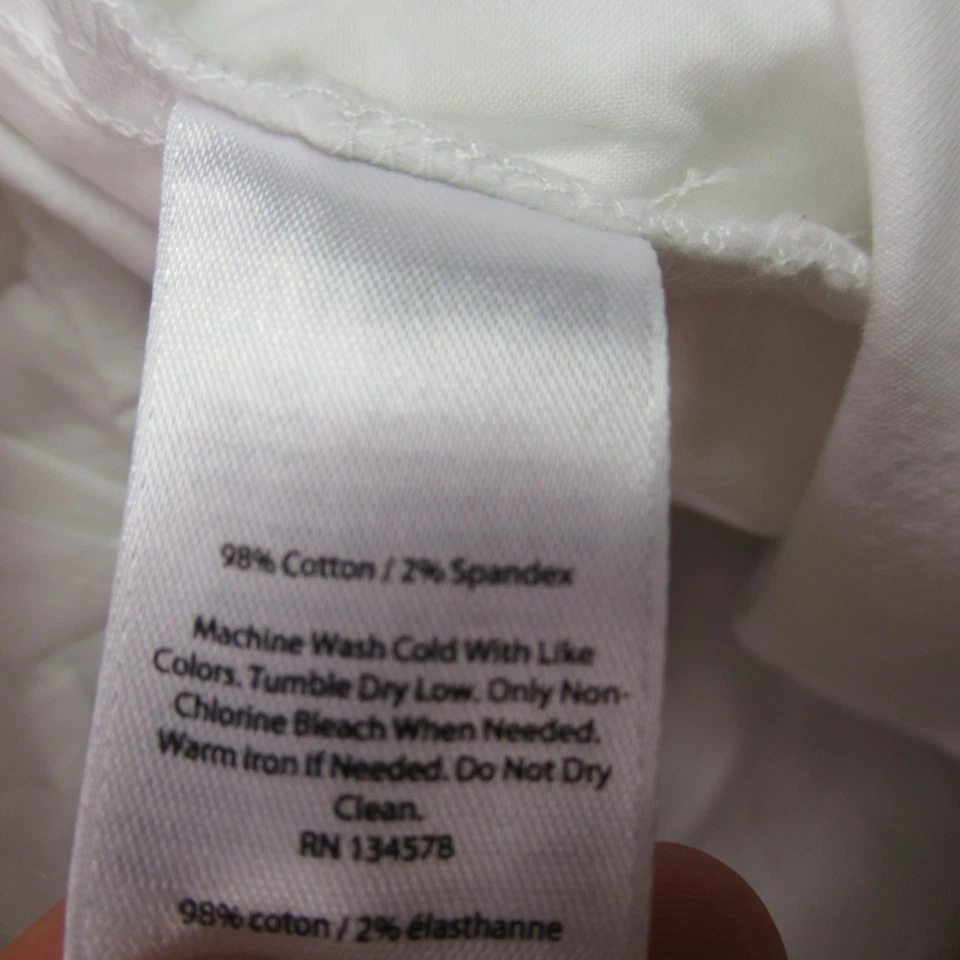 98% Cotton / 2% Spandex
Machine Wash Cold With Like
Colors. Tumble Dry Low. Only Non-
Chlorine Bleach When Needed.
Warm Iron If Needed. Do Not Dry
Clean.
RN 134578
98% coton / 2% élasthanne